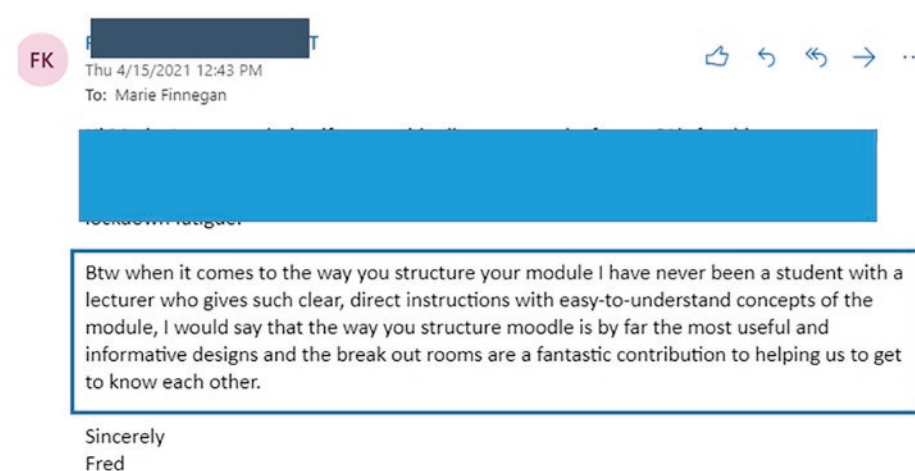 FK
Thu 4/15/2021 12:43 PM
To: Marie Finnegan
Btw when it comes to the way you structure your module I have never been a student with a
lecturer who gives such clear, direct instructions with easy-to-understand concepts of the
module, I would say that the way you structure moodle is by far the most useful and
informative designs and the break out rooms are a fantastic contribution to helping us to get
to know each other.
Sincerely
Fred